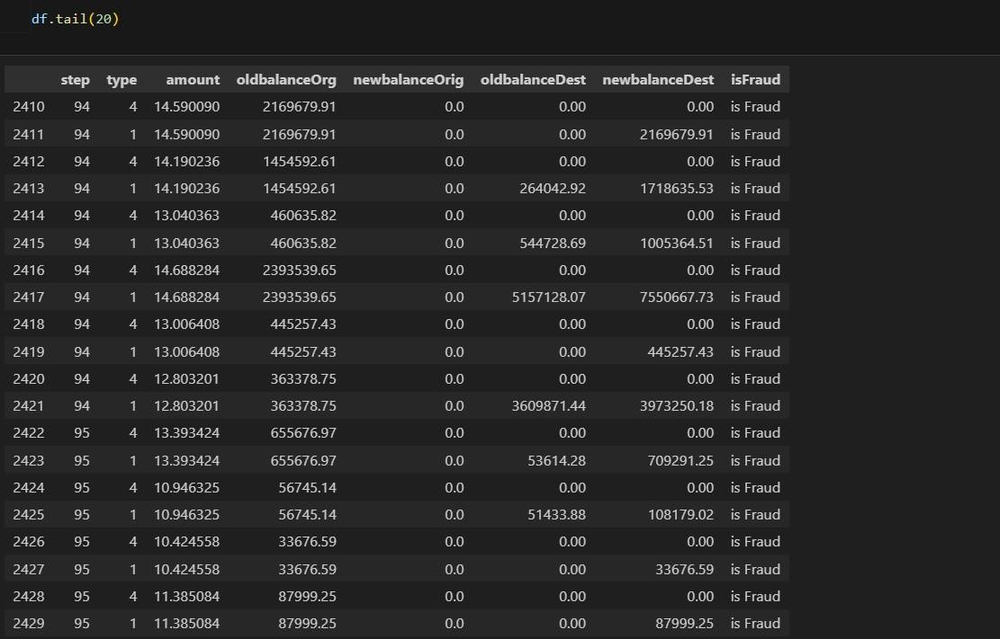 df.tail(20)
step type amount oldbalanceOrg newbalanceOrig oldbalanceDest newbalanceDest isFraud
2410 94 4 14.590090 2169679.91 0.0 0.00 0.00 is Fraud
2411 94 1 14.590090 2169679.91 0.0 0.00 2169679.91 is Fraud
2412 94 4 14.190236 1454592.61 0.0 0.00 0.00 is Fraud
2413 94 1 14.190236 1454592.61 0.0 264042.92 1718635.53 is Fraud
2414 94 4 13.040363 460635.82 0.0 0.00 0.00 is Fraud
2415 94 1 13.040363 460635.82 0.0 544728.69 1005364.51 is Fraud
2416 94 4 14.688284 2393539.65 0.0 0.00 0.00 is Fraud
2417 94 1 14.688284 2393539.65 0.0 5157128.07 7550667.73 is Fraud
2418 94 4 13.006408 445257.43 0.0 0.00 0.00 is Fraud
2419 94 1 13.006408 445257.43 0.0 0.00 445257.43 is Fraud
2420 94 4 12.803201 363378.75 0.0 0.00 0.00 is Fraud
2421 94 1 12.803201 363378.75 0.0 3609871.44 3973250.18 is Fraud
2422 95 4 13.393424 655676.97 0.0 0.00 0.00 is Fraud
2423 95 1 13.393424 655676.97 0.0 53614.28 709291.25 is Fraud
2424 95 4 10.946325 56745.14 0.0 0.00 0.00 is Fraud
2425 95 1 10.946325 56745.14 0.0 51433.88 108179.02 is Fraud
2426 95 4 10.424558 33676.59 0.0 0.00 0.00 is Fraud
2427 95 1 10.424558 33676.59 0.0 0.00 33676.59 is Fraud
2428 95 4 11.385084 87999.25 0.0 0.00 0.00 is Fraud
2429 95 1 11.385084 87999.25 0.0 0.00 87999.25 is Fraud